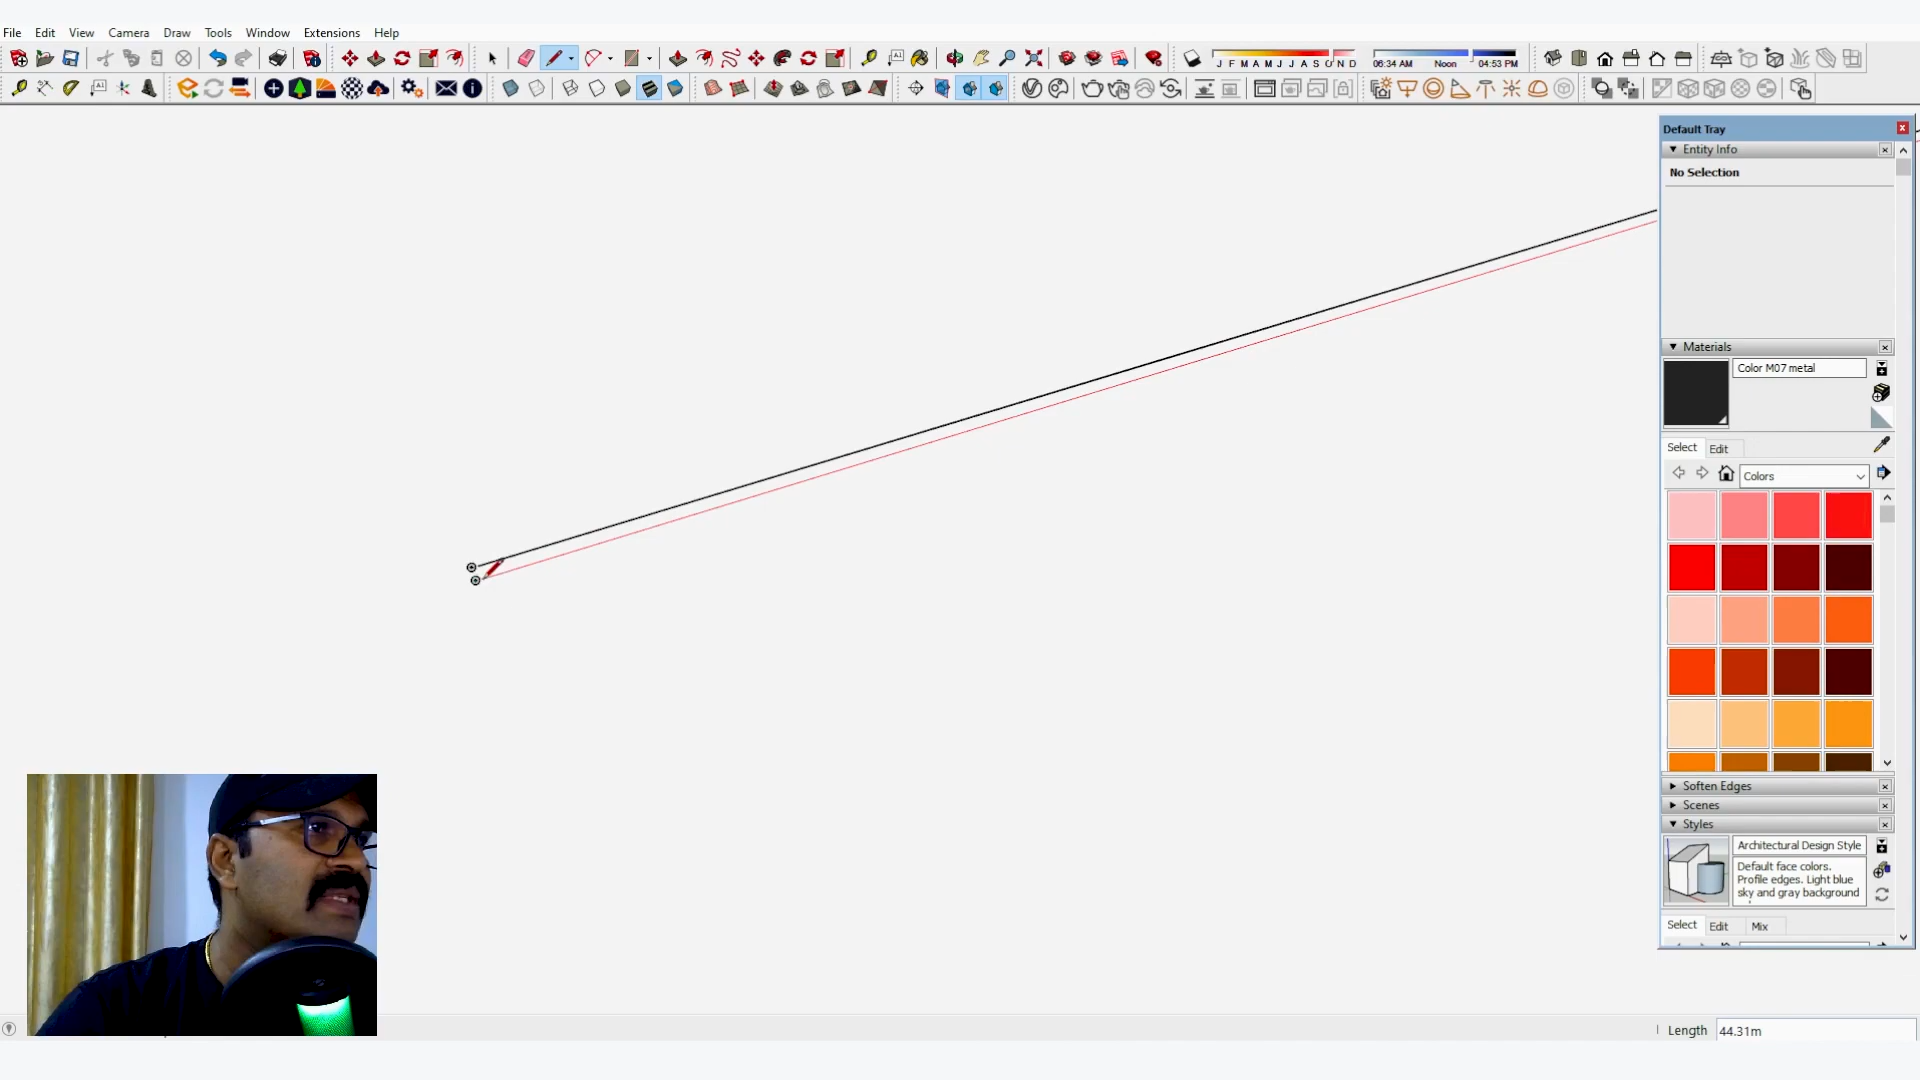 File Edit View Camera Draw Tools Window Extensions Help
J F M A M J J A S O N D 06:34 AM Noon 04:53 PM
Default Tray
Entity Info
No Selection
Materials
Color M07 metal
Select Edit
Colors
Soften Edges
Scenes
Styles
Architectural Design Style
Default face colors.
Profile edges. Light blue
sky and gray background
Select Edit Mix
Length 44.31m